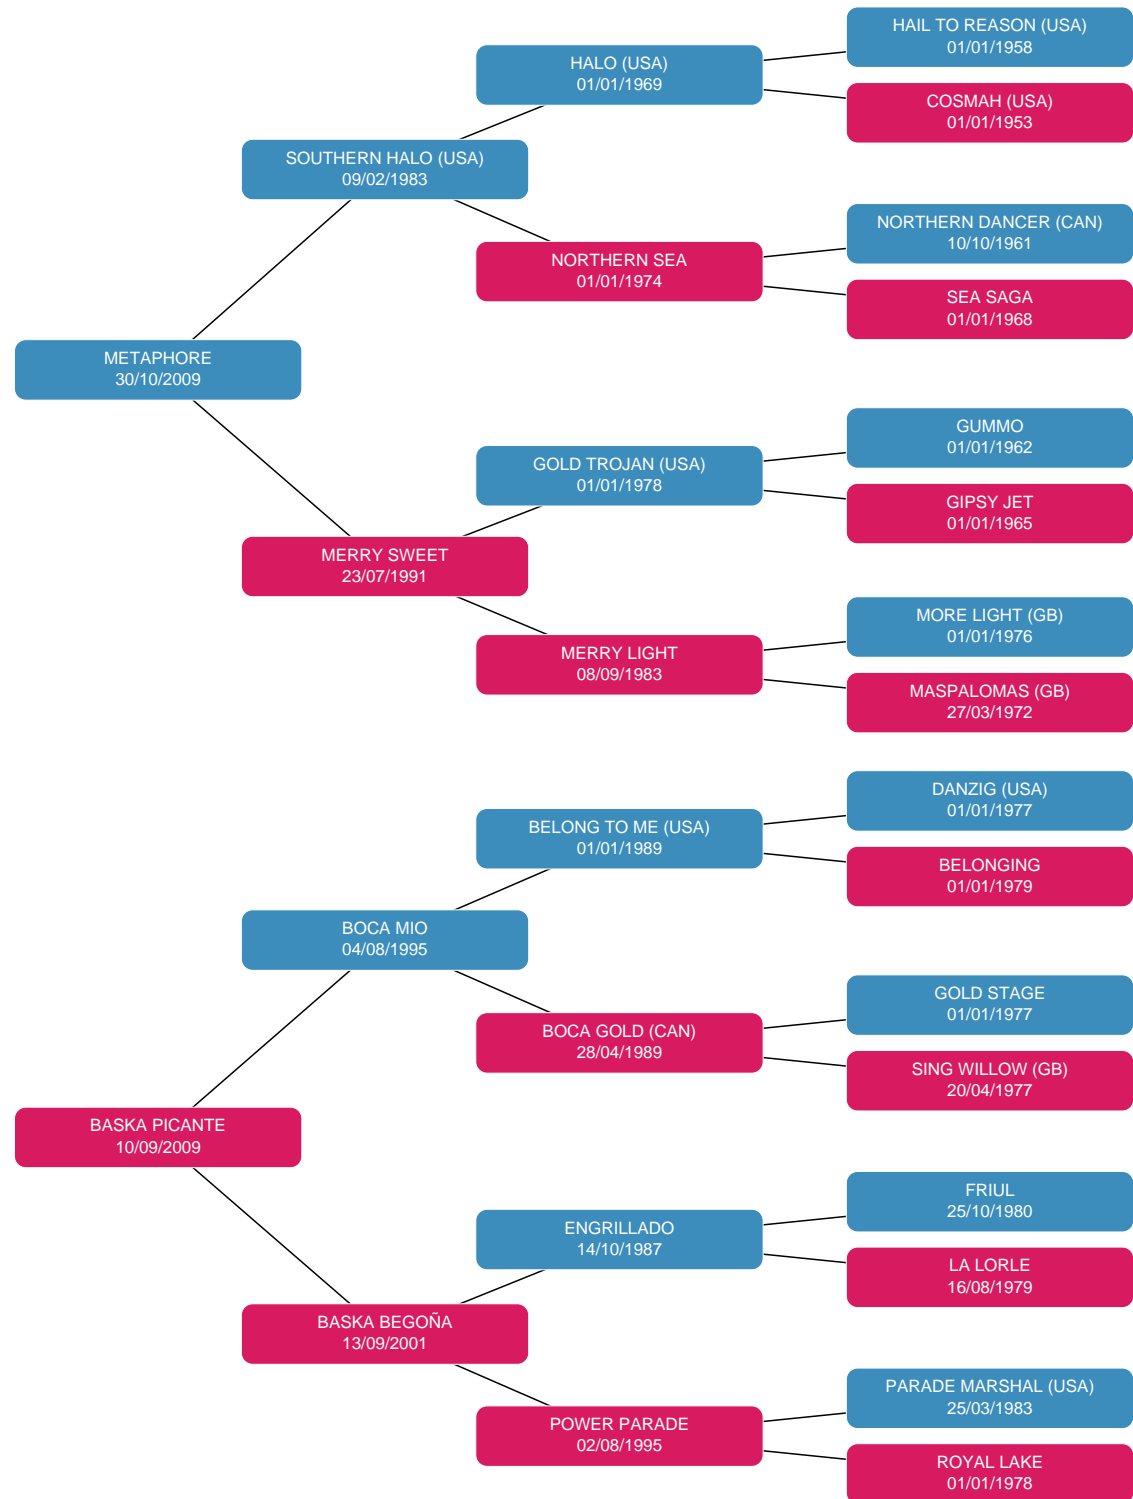 HAIL TO REASON (USA)
01/01/1958
HALO (USA)
01/01/1969
COSMAH (USA)
01/01/1953
SOUTHERN HALO (USA)
09/02/1983
NORTHERN DANCER (CAN)
10/10/1961
NORTHERN SEA
01/01/1974
SEA SAGA
01/01/1968
METAPHORE
30/10/2009
GUMMO
01/01/1962
GOLD TROJAN (USA)
01/01/1978
GIPSY JET
01/01/1965
MERRY SWEET
23/07/1991
MORE LIGHT (GB)
01/01/1976
MERRY LIGHT
08/09/1983
MASPALOMAS (GB)
27/03/1972
DANZIG (USA)
01/01/1977
BELONG TO ME (USA)
01/01/1989
BELONGING
01/01/1979
BOCA MIO
04/08/1995
GOLD STAGE
01/01/1977
BOCA GOLD (CAN)
28/04/1989
SING WILLOW (GB)
20/04/1977
BASKA PICANTE
10/09/2009
FRIUL
25/10/1980
ENGRILLADO
14/10/1987
LA LORLE
16/08/1979
BASKA BEGOÑA
13/09/2001
PARADE MARSHAL (USA)
25/03/1983
POWER PARADE
02/08/1995
ROYAL LAKE
01/01/1978